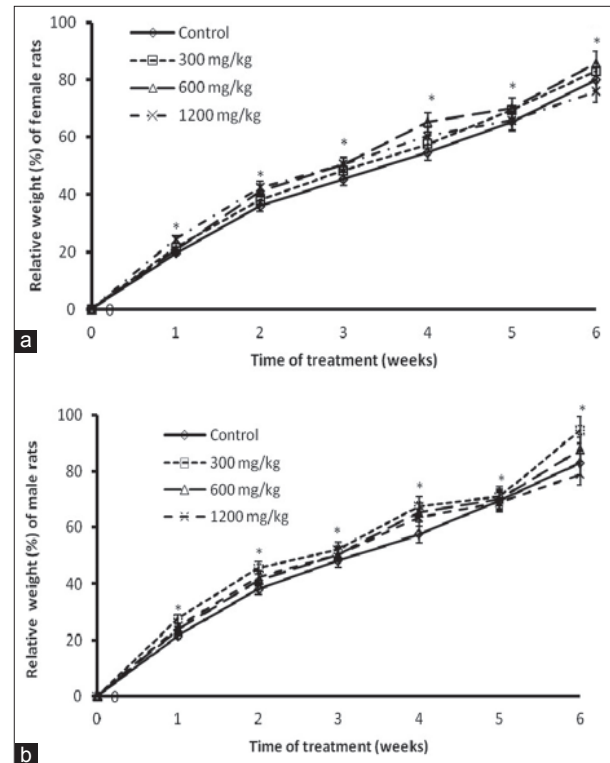 a
Relative weight (%) of female rats
100
80
60
40
20
0
Control
300 mg/kg
600 mg/kg
1200 mg/kg
* * * * * *
0
0 1 2 3 4 5 6
Time of treatment (weeks)
b
Relative weight (%) of male rats
100
80
60
40
20
0
Control
300 mg/kg
600 mg/kg
1200 mg/kg
* * * * * *
0
0 1 2 3 4 5 6
Time of treatment (weeks)